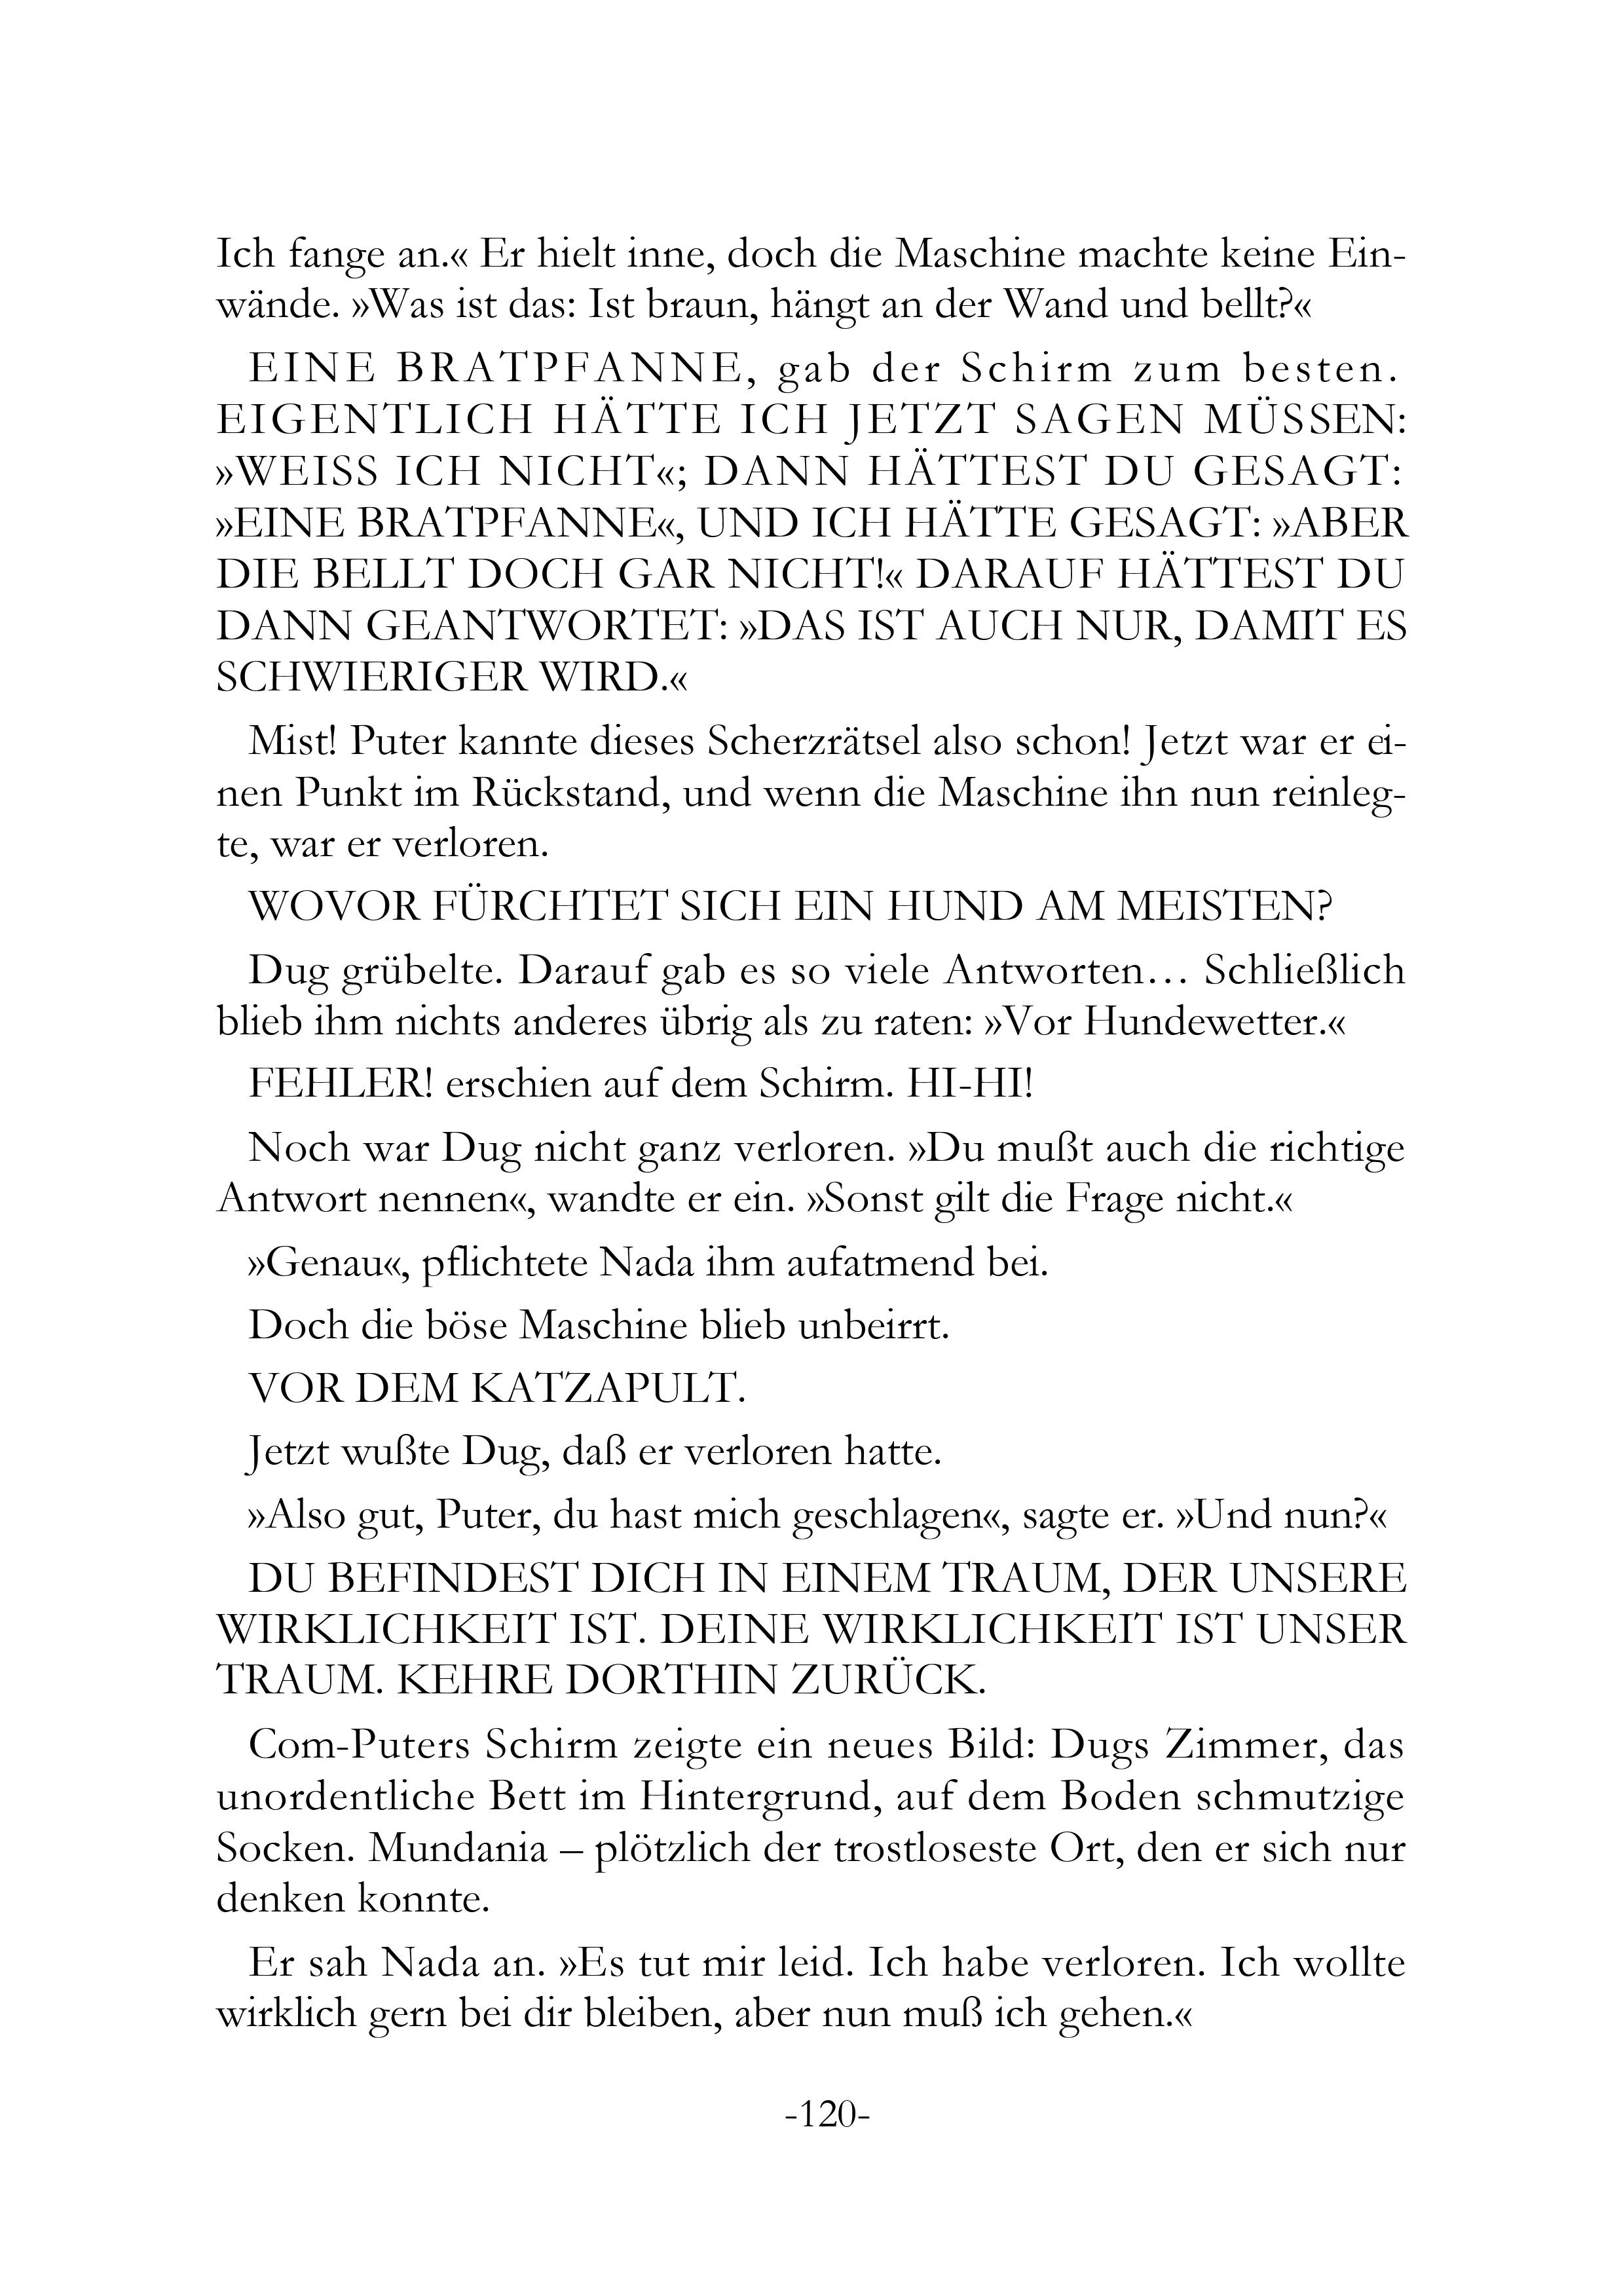 Ich fange an.« Er hielt inne, doch die Maschine machte keine Ein-
wände. »Was ist das: Ist braun, hängt an der Wand und bellt?«
EINE BRATPFANNE, gab der Schirm zum besten.
EIGENTLICH HÄTTE ICH JETZT SAGEN MÜSSEN:
»WEISS ICH NICHT«; DANN HÄTTEST DU GESAGT:
»EINE BRATPFANNE«, UND ICH HÄTTE GESAGT: »ABER
DIE BELLT DOCH GAR NICHT!« DARAUF HÄTTEST DU
DANN GEANTWORTET: »DAS IST AUCH NUR, DAMIT ES
SCHWIERIGER WIRD.«
Mist! Puter kannte dieses Scherzrätsel also schon! Jetzt war er ei-
nen Punkt im Rückstand, und wenn die Maschine ihn nun reinleg-
te, war er verloren.
WOVOR FÜRCHTET SICH EIN HUND AM MEISTEN?
Dug grübelte. Darauf gab es so viele Antworten… Schließlich
blieb ihm nichts anderes übrig als zu raten: »Vor Hundewetter.«
FEHLER! erschien auf dem Schirm. HI-HI!
Noch war Dug nicht ganz verloren. »Du mußt auch die richtige
Antwort nennen«, wandte er ein. »Sonst gilt die Frage nicht.«
»Genau«, pflichtete Nada ihm aufatmend bei.
Doch die böse Maschine blieb unbeirrt.
VOR DEM KATZAPULT.
Jetzt wußte Dug, daß er verloren hatte.
»Also gut, Puter, du hast mich geschlagen«, sagte er. »Und nun?«
DU BEFINDEST DICH IN EINEM TRAUM, DER UNSERE
WIRKLICHKEIT IST. DEINE WIRKLICHKEIT IST UNSER
TRAUM. KEHRE DORTHIN ZURÜCK.
Com-Puters Schirm zeigte ein neues Bild: Dugs Zimmer, das
unordentliche Bett im Hintergrund, auf dem Boden schmutzige
Socken. Mundania – plötzlich der trostloseste Ort, den er sich nur
denken konnte.
Er sah Nada an. »Es tut mir leid. Ich habe verloren. Ich wollte
wirklich gern bei dir bleiben, aber nun muß ich gehen.«
-120-